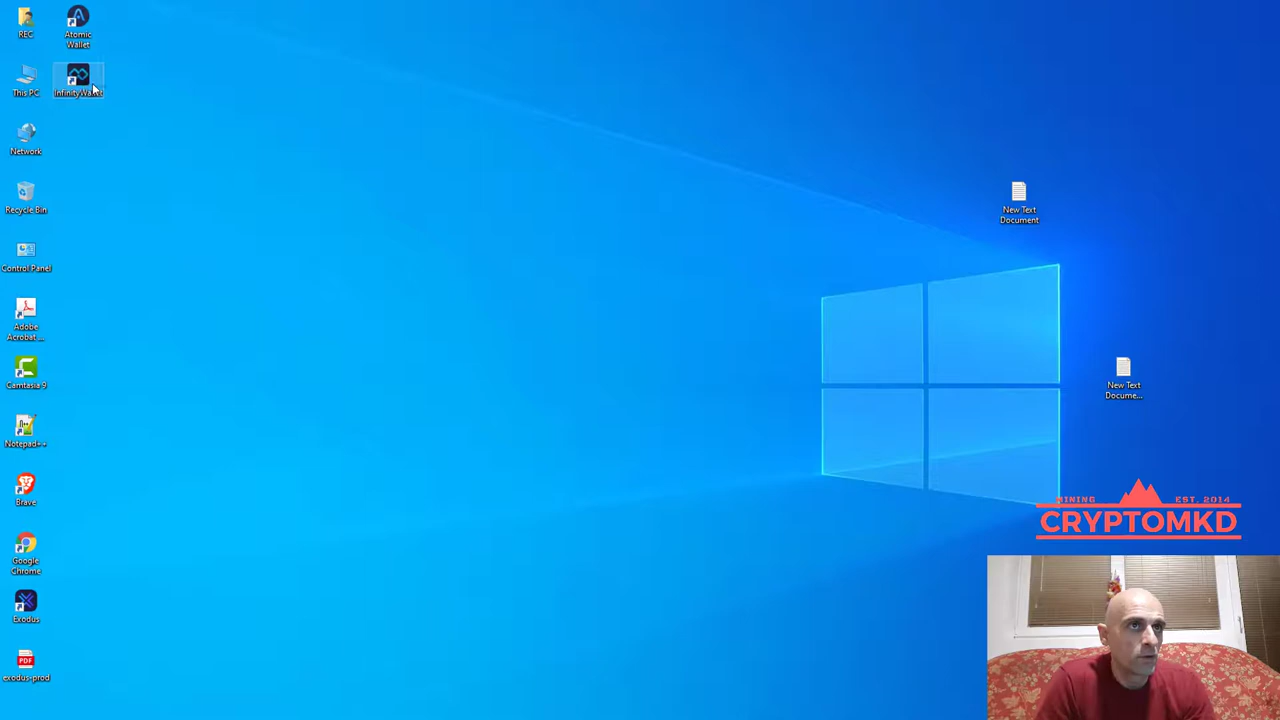 REC
Atomic
Wallet
This PC
InfinityWallet
Network
Recycle Bin
Control Panel
Adobe
Acrobat ...
Camtasia 9
Notepad++
Brave
Google
Chrome
Exodus
PDF
exodus-prod
New Text
Document
New Text
Docume...
MINING
EST. 2014
CRYPTOMKD